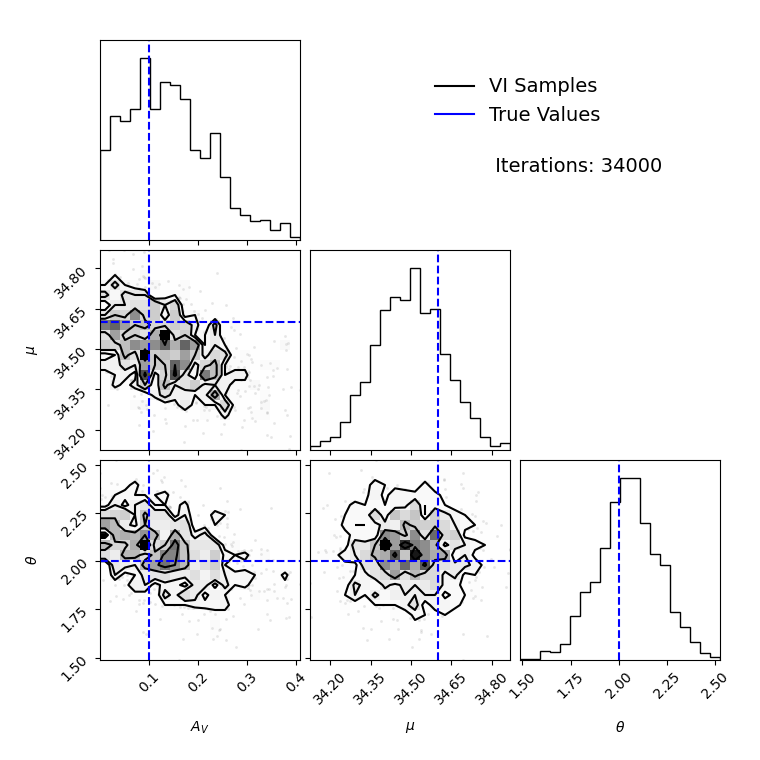 VI Samples
True Values
Iterations: 34000
μ
34.80
34.65
34.50
34.35
34.20
θ
2.50
2.25
2.00
1.75
1.50
0.1 0.2 0.3 0.4
34.20 34.35 34.50 34.65 34.80
1.50 1.75 2.00 2.25 2.50
A_V μ θ